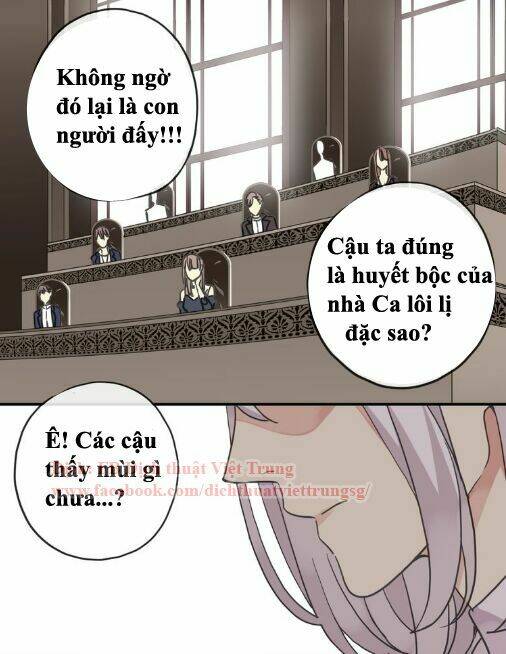 Không ngờ
đó lại là con
người đấy!!!
Cậu ta đúng
là huyết bộc của
nhà Ca lôi lị
đặc sao?
Ê! Các cậu
thấy mùi gì
chưa...?
thuật Việt Trung
www.facebook.com/dichthuatviettrungsg/